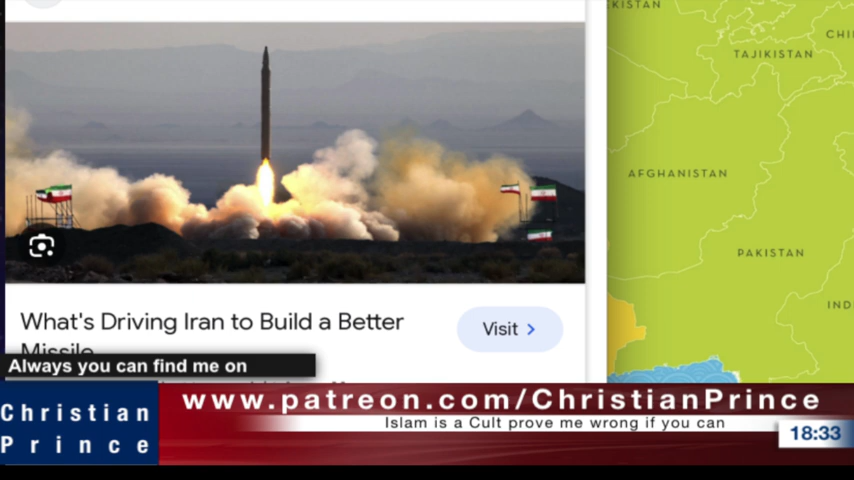 KISTAN
CHI
TAJIKISTAN
AFGHANISTAN
PAKISTAN
IND
What's Driving Iran to Build a Better
Missile
Visit >
Always you can find me on
www.patreon.com/ChristianPrince
Islam is a Cult prove me wrong if you can
Christian
Prince
18:33